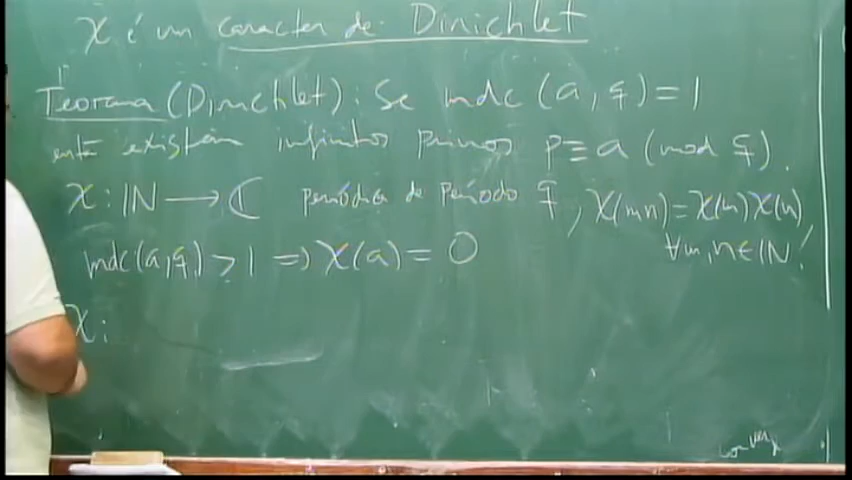 χ é um caracter de Dirichlet
Teorema (Dirichlet): Se mdc (a, q) = 1
então existem infinitos primos p ≡ a (mod q).
χ: ℕ → ℂ periódica de período q, χ(mn) = χ(m)χ(n)
∀m, n ∈ ℕ
mdc(a, q) > 1 ⇒ χ(a) = 0
χ: